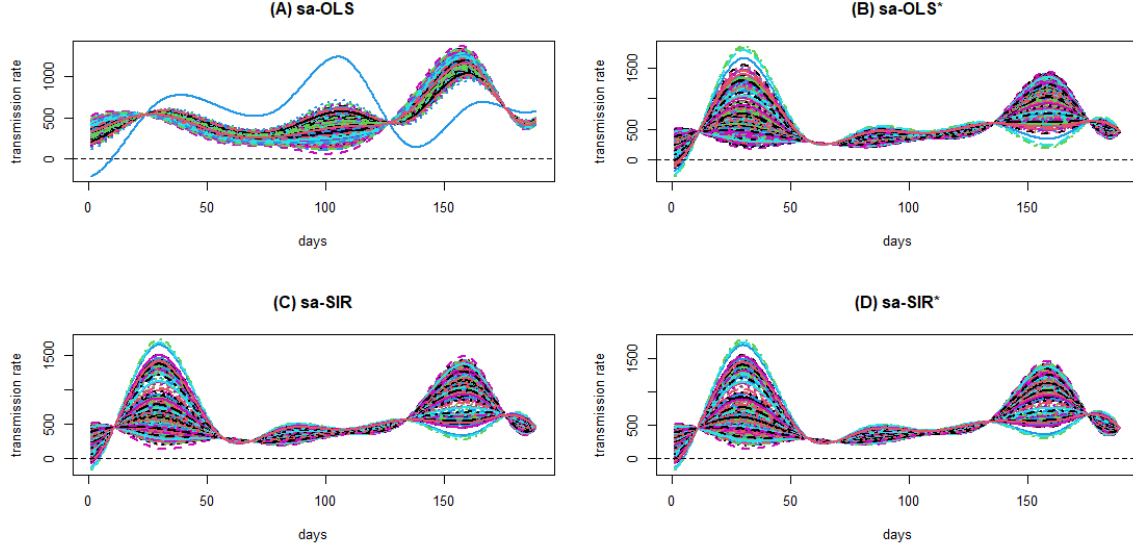 (A) sa-OLS
transmission rate
0 500 1000
0 50 100 150
days
(B) sa-OLS*
transmission rate
0 500 1500
0 50 100 150
days
(C) sa-SIR
transmission rate
0 500 1500
0 50 100 150
days
(D) sa-SIR*
transmission rate
0 500 1500
0 50 100 150
days